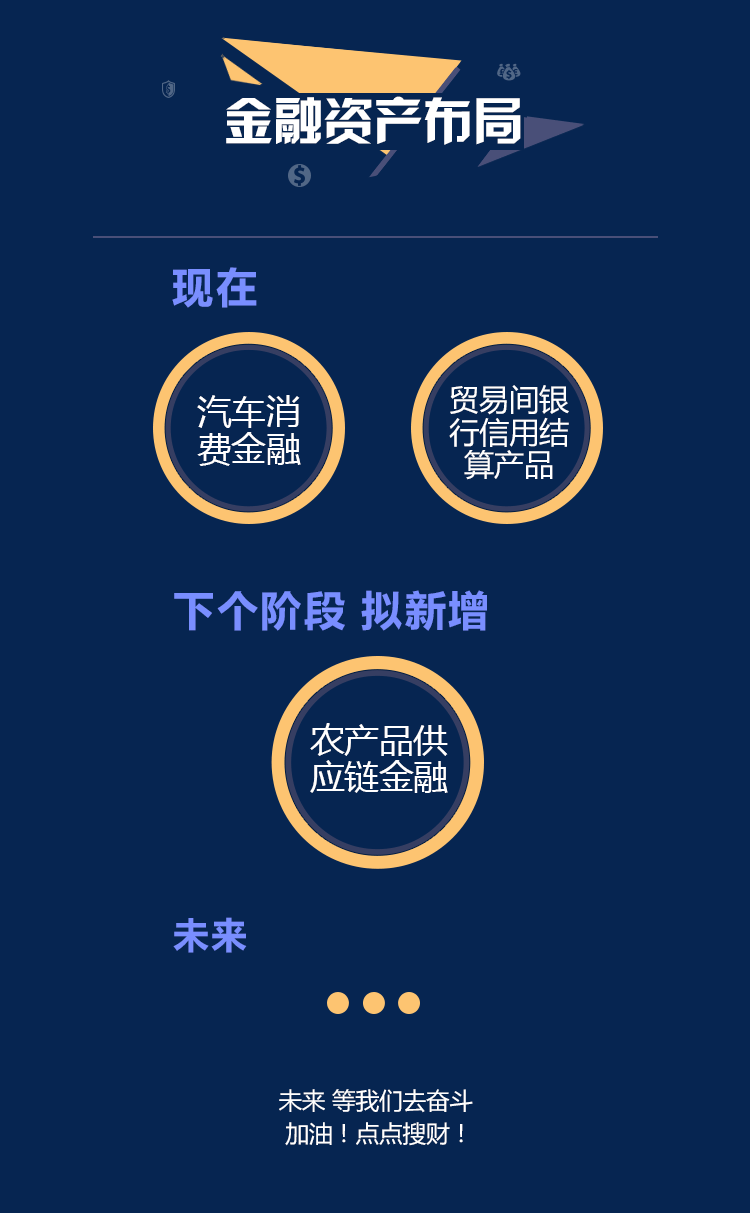 金融资产布局
现在
汽车消
费金融
贸易间银
行信用结
算产品
下个阶段 拟新增
农产品供
应链金融
未来
未来 等我们去奋斗
加油！点点搜财！